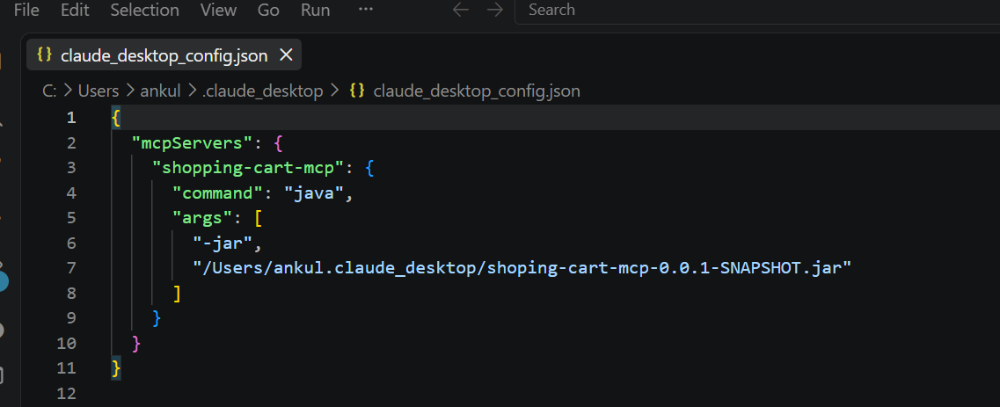 File Edit Selection View Go Run ··· ← → Search
{} claude_desktop_config.json ×
C: > Users > ankul > .claude_desktop > {} claude_desktop_config.json
1 {
2 "mcpServers": {
3 "shopping-cart-mcp": {
4 "command": "java",
5 "args": [
6 "-jar",
7 "/Users/ankul.claude_desktop/shoping-cart-mcp-0.0.1-SNAPSHOT.jar"
8 ]
9 }
10 }
11 }
12